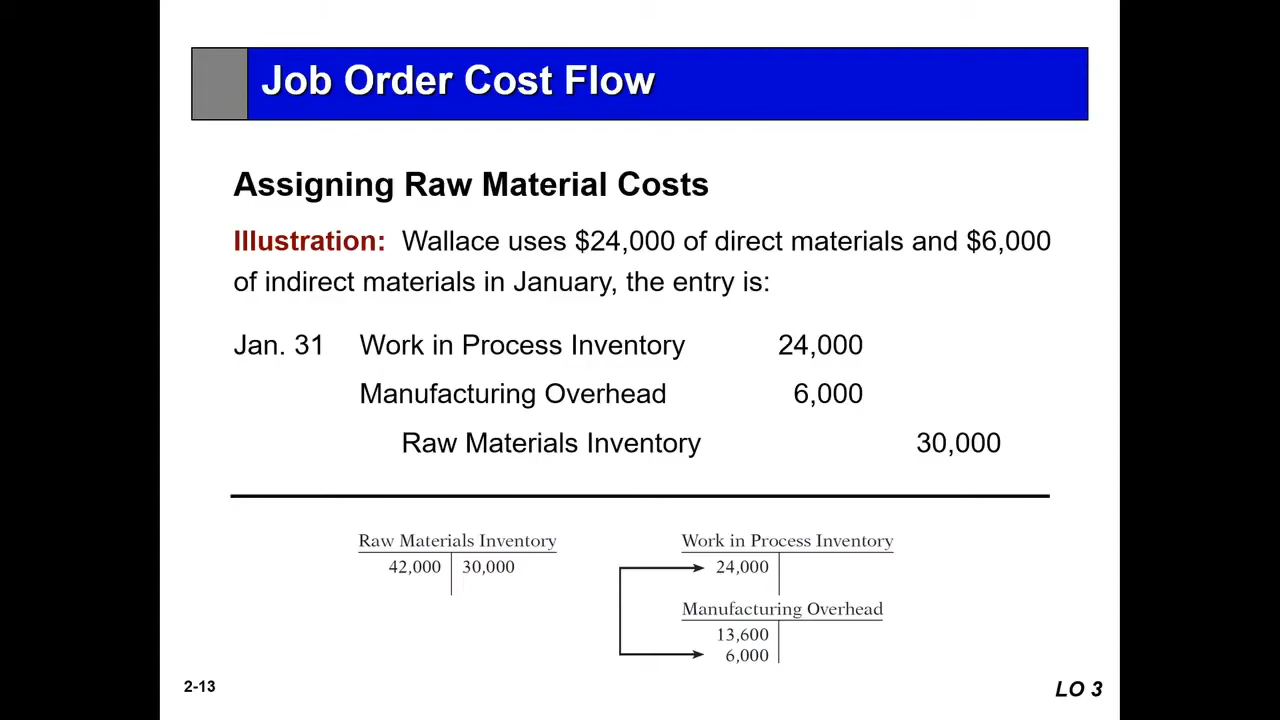 Job Order Cost Flow
Assigning Raw Material Costs
Illustration: Wallace uses $24,000 of direct materials and $6,000
of indirect materials in January, the entry is:
Jan. 31 Work in Process Inventory 24,000
Manufacturing Overhead 6,000
Raw Materials Inventory 30,000
Raw Materials Inventory
42,000 30,000
Work in Process Inventory
24,000
Manufacturing Overhead
13,600
6,000
2-13
LO 3